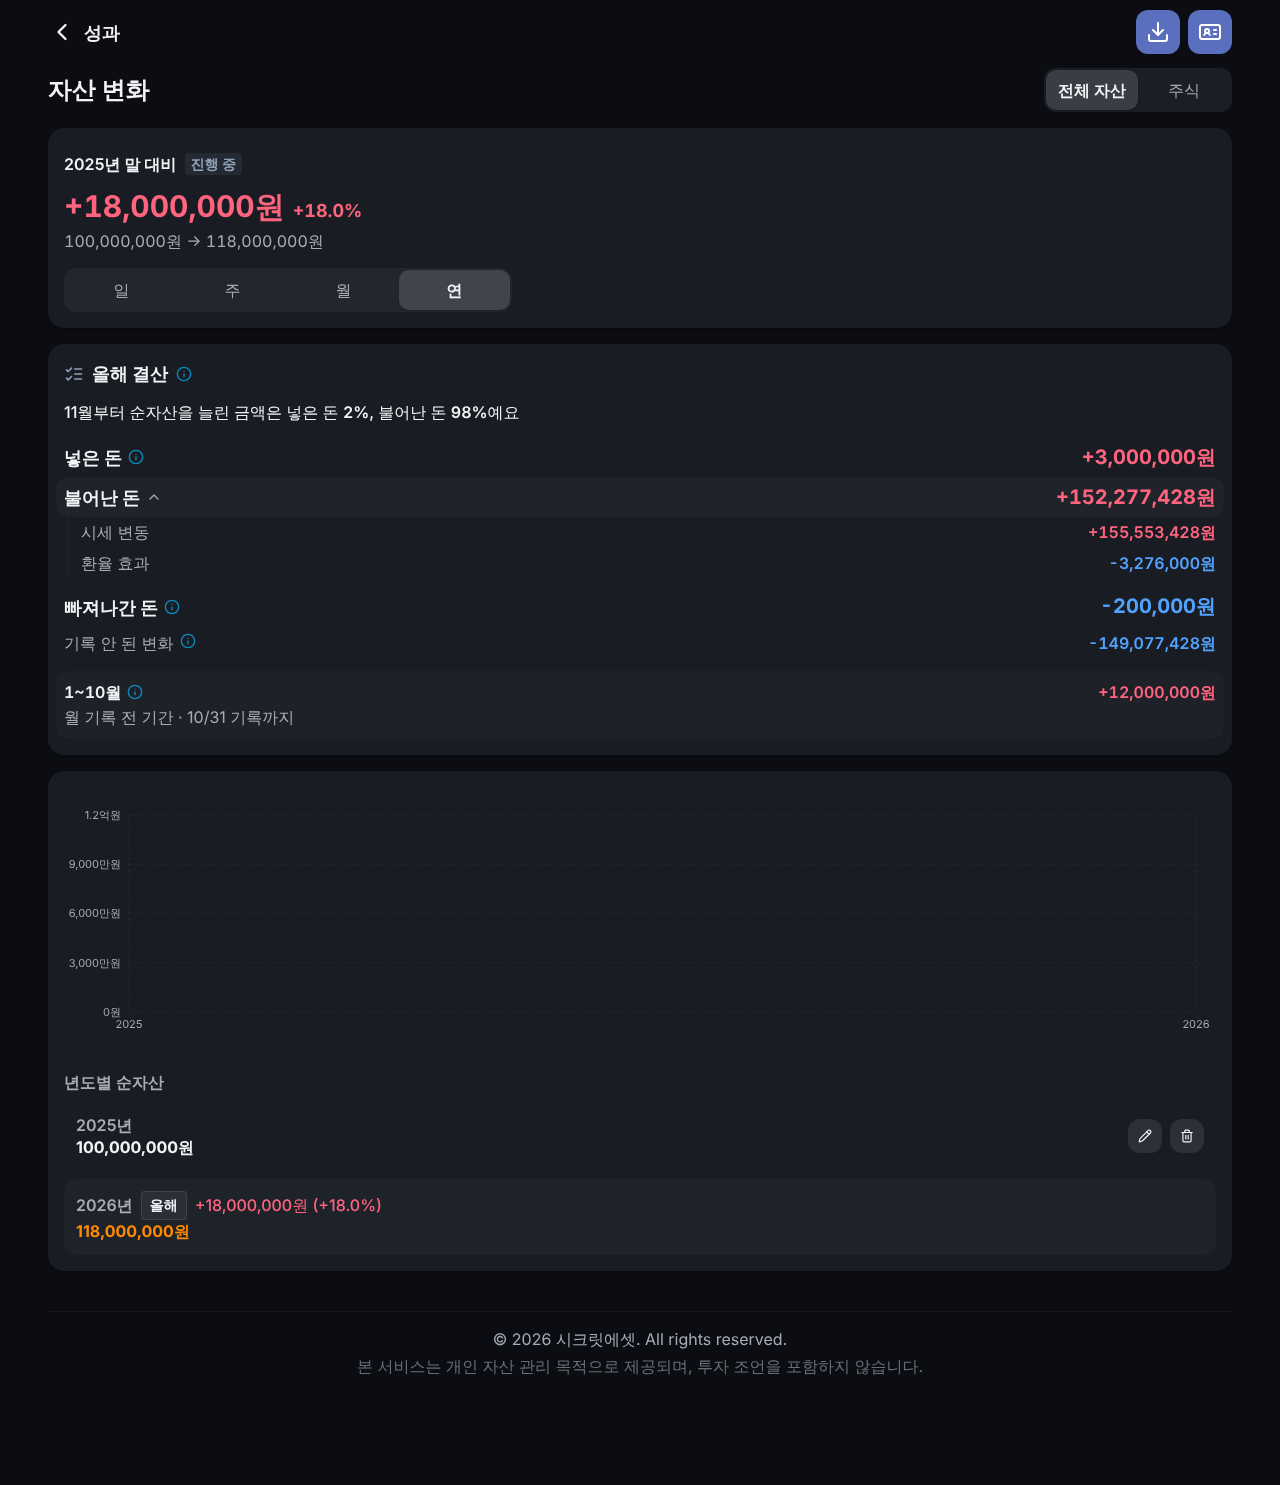 성과
자산 변화
전체 자산 주식
2025년 말 대비 진행 중
+18,000,000원 +18.0%
100,000,000원 → 118,000,000원
일 주 월 연
올해 결산
11월부터 순자산을 늘린 금액은 넣은 돈 2%, 불어난 돈 98%예요
넣은 돈 +3,000,000원
불어난 돈 +152,277,428원
시세 변동 +155,553,428원
환율 효과 -3,276,000원
빠져나간 돈 -200,000원
기록 안 된 변화 -149,077,428원
1~10월 +12,000,000원
월 기록 전 기간 · 10/31 기록까지
1.2억원
9,000만원
6,000만원
3,000만원
0원
2025 2026
년도별 순자산
2025년
100,000,000원
2026년 올해 +18,000,000원 (+18.0%)
118,000,000원
© 2026 시크릿에셋. All rights reserved.
본 서비스는 개인 자산 관리 목적으로 제공되며, 투자 조언을 포함하지 않습니다.